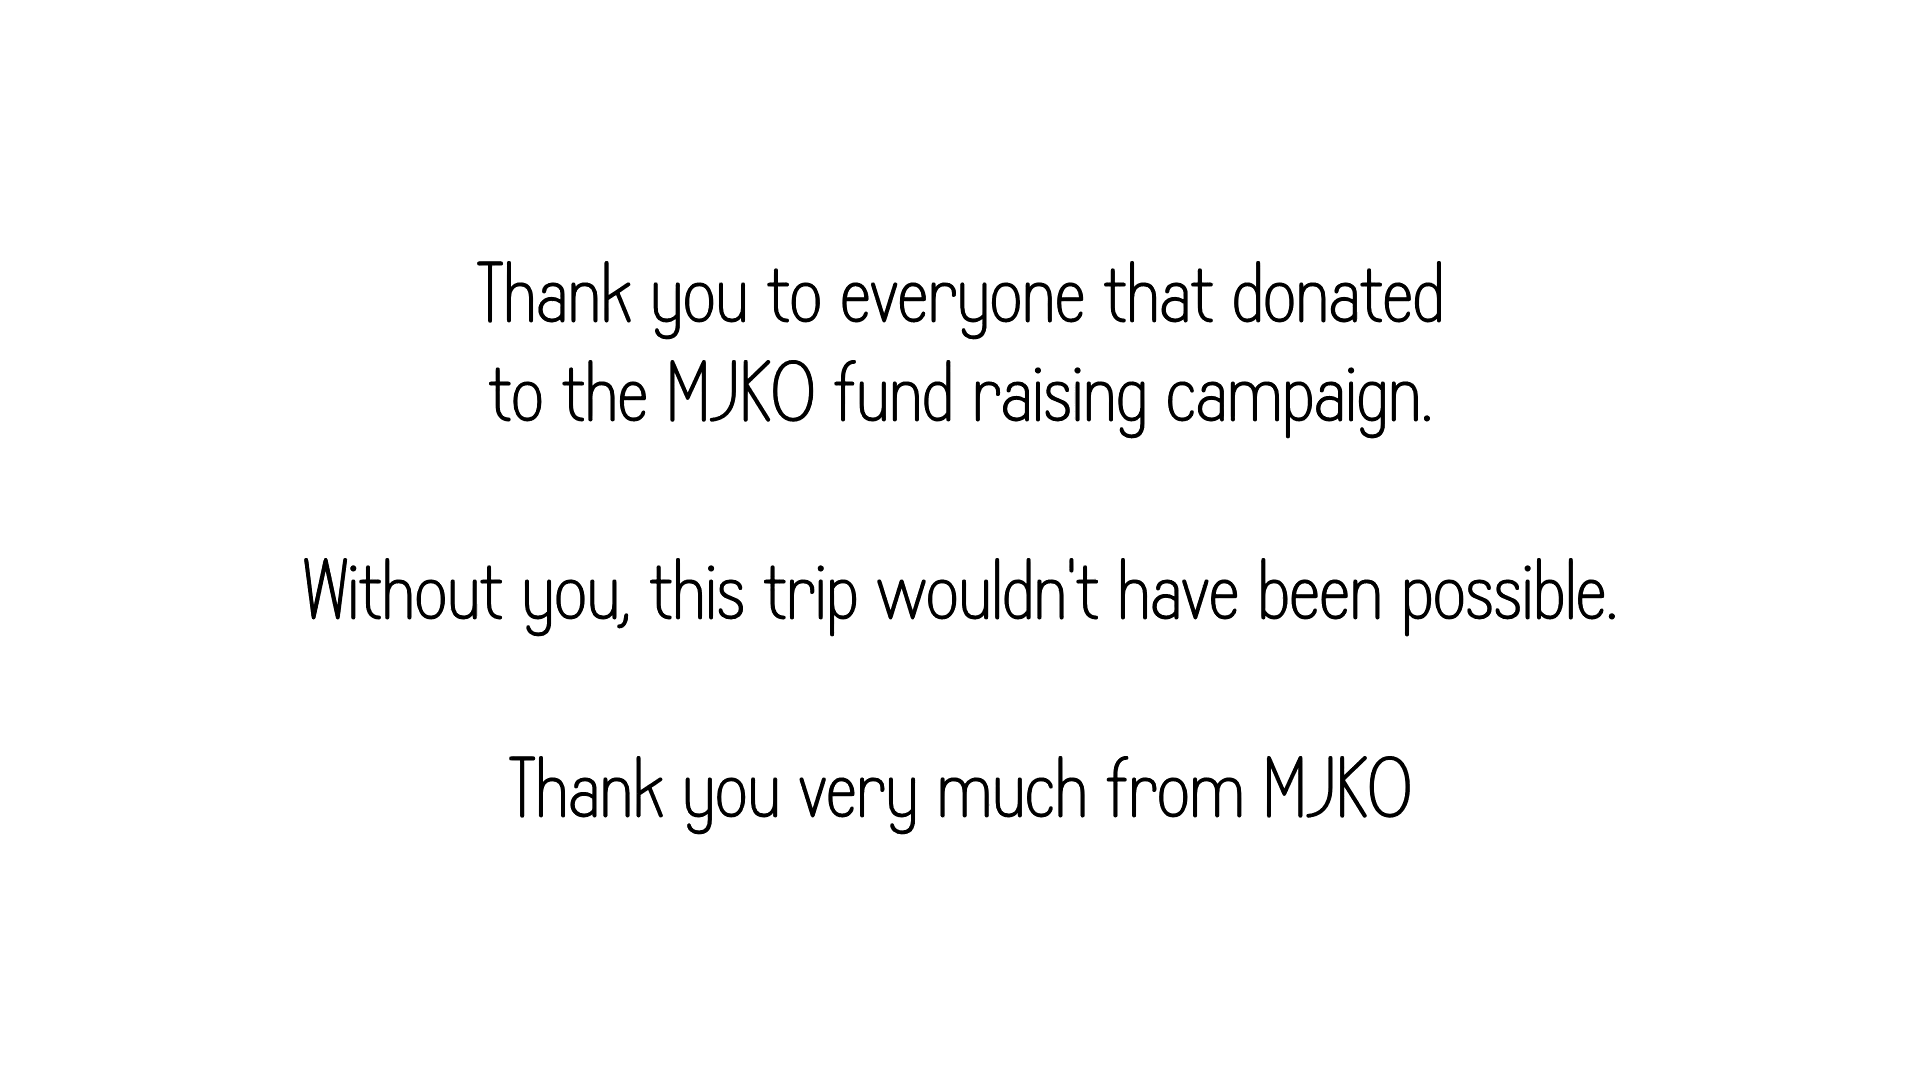 Thank you to everyone that donated
to the MJKO fund raising campaign.
Without you, this trip wouldn't have been possible.
Thank you very much from MJKO